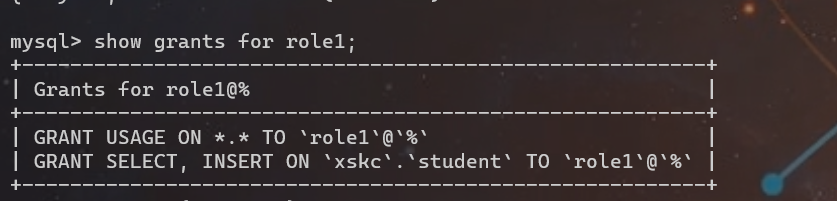 mysql> show grants for role1;
+---------------------------------------------------------+
| Grants for role1@%                                      |
+---------------------------------------------------------+
| GRANT USAGE ON *.* TO `role1`@`%`                       |
| GRANT SELECT, INSERT ON `xskc`.`student` TO `role1`@`%` |
+---------------------------------------------------------+